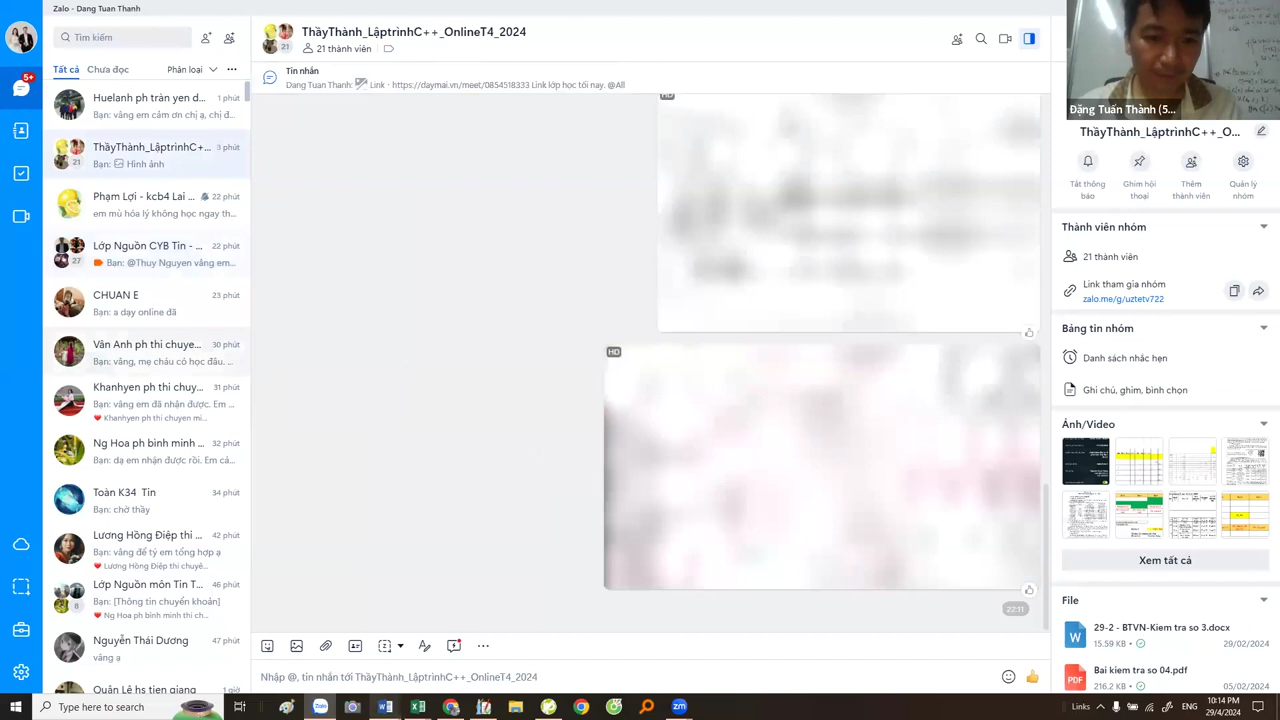 Zalo - Dang Tuan Thanh
Tìm kiếm
Tất cả
Chưa đọc
Phân loại
5+
Huelanh ph tràn yen d...
1 phút
Bạn: vâng em cảm ơn chị ạ, chị đ...
ThầyThành_LậptrìnhC+...
3 phút
21
Bạn: Hình ảnh
Phạm Lợi - kcb4 Lai ...
22 phút
em mù hóa lý không học ngay th...
Lớp Nguồn CYB Tin - ...
22 phút
27
Bạn: @Thuy Nguyen vâng em...
CHUAN E
23 phút
Bạn: a dạy online đã
Vân Anh ph thi chuye...
30 phút
Bạn: vâng, mẹ cháu có học đâu. ...
Khanhyen ph thi chuy...
31 phút
Bạn: vâng em đã nhận được. Em ...
Khanhyen ph thi chuyen mi...
Ng Hoa ph bình minh ...
32 phút
Bạn: dạ em nhận được rồi. Em cả...
Toàn K34 Tin
34 phút
Bạn: chờ thầy
Lương Hồng Điệp thi ...
42 phút
Bạn: vâng để tý em tổng hợp ạ
Lương Hồng Điệp thi chuyê...
Lớp Nguồn môn Tin T...
46 phút
8
Bạn: [Thông tin chuyển khoản]
Ng Hoa ph bình minh thi ch...
Nguyễn Thái Dương
47 phút
vâng ạ
Quân Lê hs tien giang
1 giờ
21
ThầyThành_LậptrìnhC++_OnlineT4_2024
21 thành viên
Tin nhắn
Dang Tuan Thanh: Link - https://daymai.vn/meet/0854518333 Link lớp học tối nay. @All
HD
HD
22:11
Nhập @, tin nhắn tới ThầyThành_LậptrìnhC++_OnlineT4_2024
Đặng Tuấn Thành (5...
ThầyThành_LậptrìnhC++_O...
Tắt thông báo
Ghim hội thoại
Thêm thành viên
Quản lý nhóm
Thành viên nhóm
21 thành viên
Link tham gia nhóm
zalo.me/g/uztetv722
Bảng tin nhóm
Danh sách nhắc hẹn
Ghi chú, ghim, bình chọn
Ảnh/Video
Xem tất cả
File
29-2 - BTVN-Kiem tra so 3.docx
15.59 KB
29/02/2024
Bai kiem tra so 04.pdf
216.2 KB
05/02/2024
Type here to search
Links
ENG
10:14 PM
29/4/2024